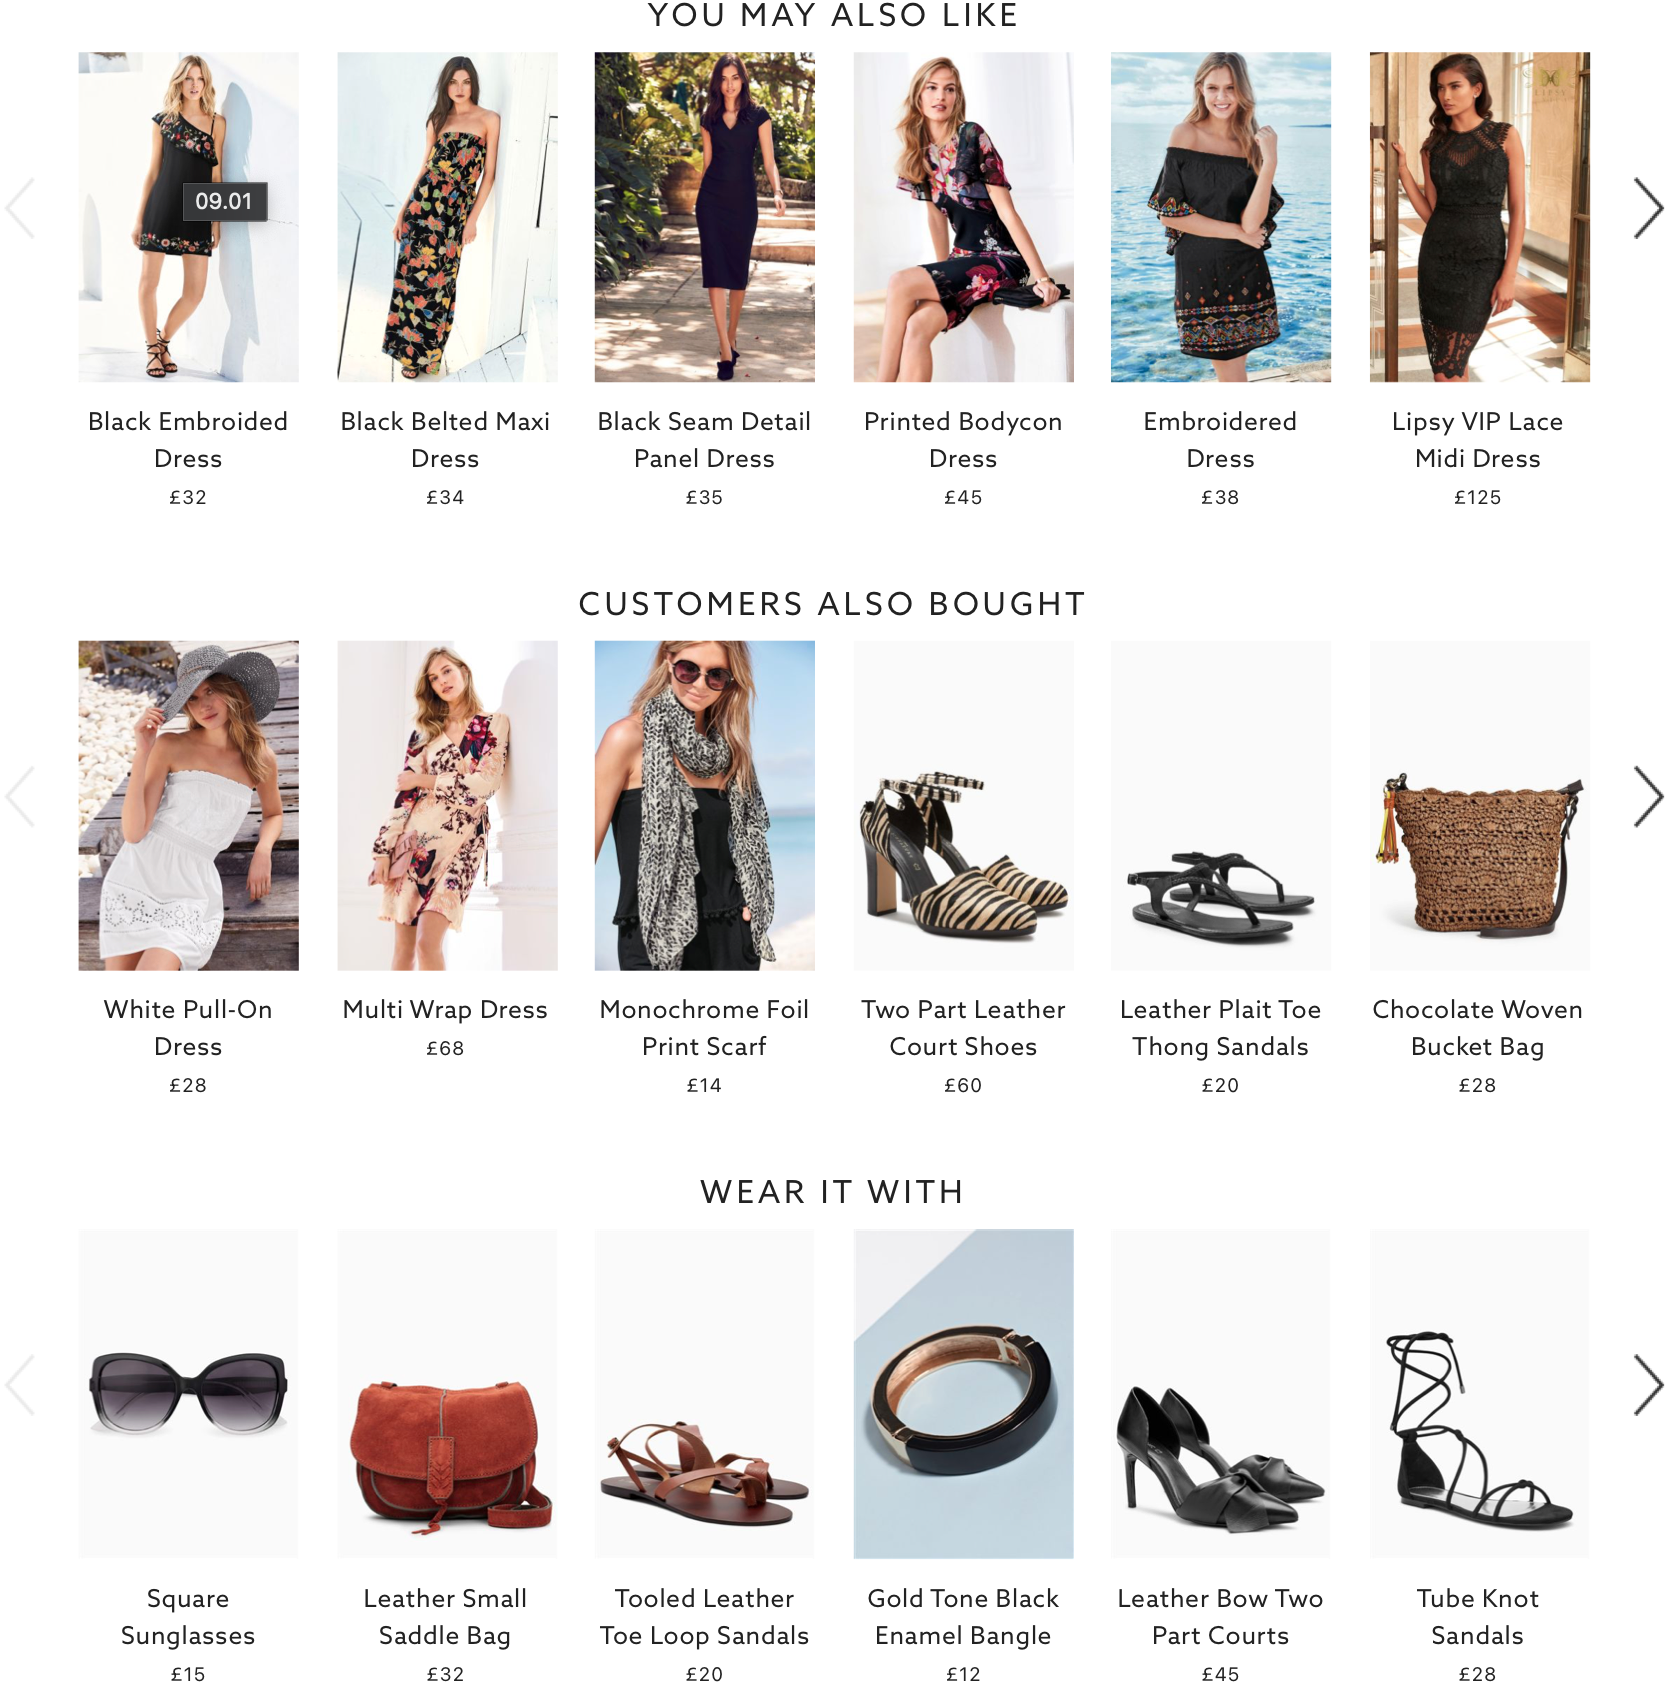 YOU MAY ALSO LIKE
09.01
LIPSY
Black Embroided
Dress
£32
Black Belted Maxi
Dress
£34
Black Seam Detail
Panel Dress
£35
Printed Bodycon
Dress
£45
Embroidered
Dress
£38
Lipsy VIP Lace
Midi Dress
£125
CUSTOMERS ALSO BOUGHT
White Pull-On
Dress
£28
Multi Wrap Dress
£68
Monochrome Foil
Print Scarf
£14
Two Part Leather
Court Shoes
£60
Leather Plait Toe
Thong Sandals
£20
Chocolate Woven
Bucket Bag
£28
WEAR IT WITH
Square
Sunglasses
£15
Leather Small
Saddle Bag
£32
Tooled Leather
Toe Loop Sandals
£20
Gold Tone Black
Enamel Bangle
£12
Leather Bow Two
Part Courts
£45
Tube Knot
Sandals
£28